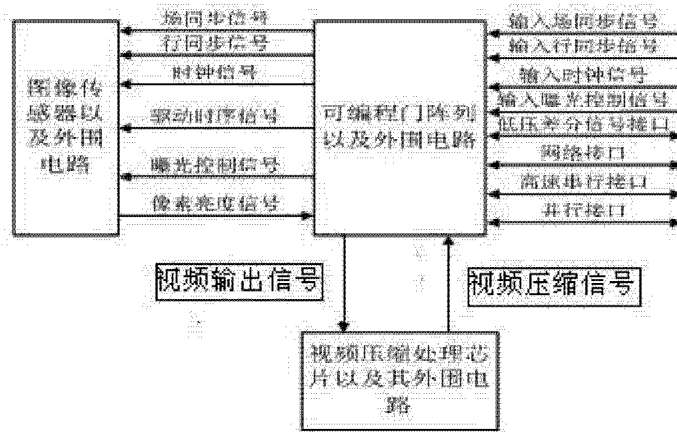 场同步信号
行同步信号
时钟信号
驱动时序信号
曝光控制信号
像素亮度信号
图像传
感器以
及外围
电路
可编程门阵列
以及外围电路
输入场同步信号
输入行同步信号
输入时钟信号
输入曝光控制信号
低压差分信号接口
网络接口
高速串行接口
并行接口
视频输出信号
视频压缩信号
视频压缩处理芯
片以及其外围电
路